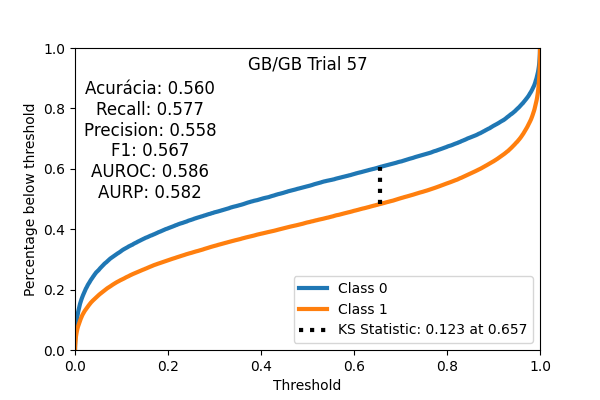 GB/GB Trial 57
Acurácia: 0.560
Recall: 0.577
Precision: 0.558
F1: 0.567
AUROC: 0.586
AURP: 0.582
Percentage below threshold
1.0
0.8
0.6
0.4
0.2
0.0
Class 0
Class 1
KS Statistic: 0.123 at 0.657
0.0 0.2 0.4 0.6 0.8 1.0
Threshold